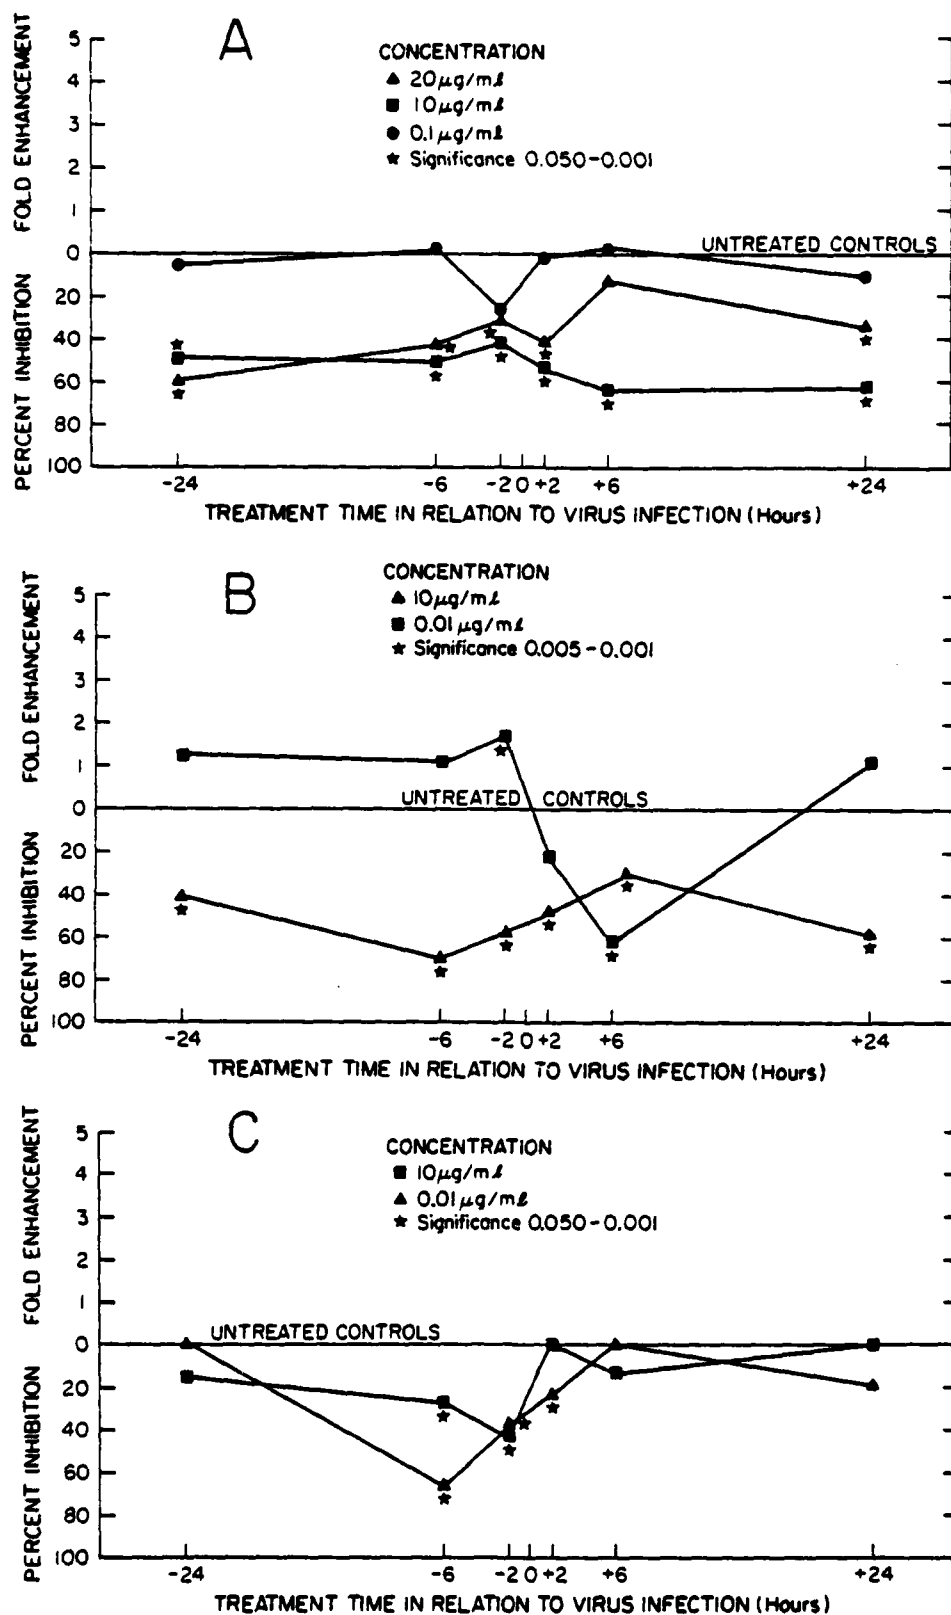 A
CONCENTRATION
▲ 20μg/ml
■ 10μg/ml
● 0.1μg/ml
★ Significance 0.050-0.001
FOLD ENHANCEMENT
5
4
3
2
1
0
UNTREATED CONTROLS
PERCENT INHIBITION
20
40
60
80
100
-24 -6 -2 0 +2 +6 +24
TREATMENT TIME IN RELATION TO VIRUS INFECTION (Hours)
B
CONCENTRATION
▲ 10μg/ml
■ 0.01μg/ml
★ Significance 0.005-0.001
FOLD ENHANCEMENT
5
4
3
2
1
0
UNTREATED CONTROLS
PERCENT INHIBITION
20
40
60
80
100
-24 -6 -2 0 +2 +6 +24
TREATMENT TIME IN RELATION TO VIRUS INFECTION (Hours)
C
CONCENTRATION
■ 10μg/ml
▲ 0.01μg/ml
★ Significance 0.050-0.001
FOLD ENHANCEMENT
5
4
3
2
1
0
UNTREATED CONTROLS
PERCENT INHIBITION
20
40
60
80
100
-24 -6 -2 0 +2 +6 +24
TREATMENT TIME IN RELATION TO VIRUS INFECTION (Hours)